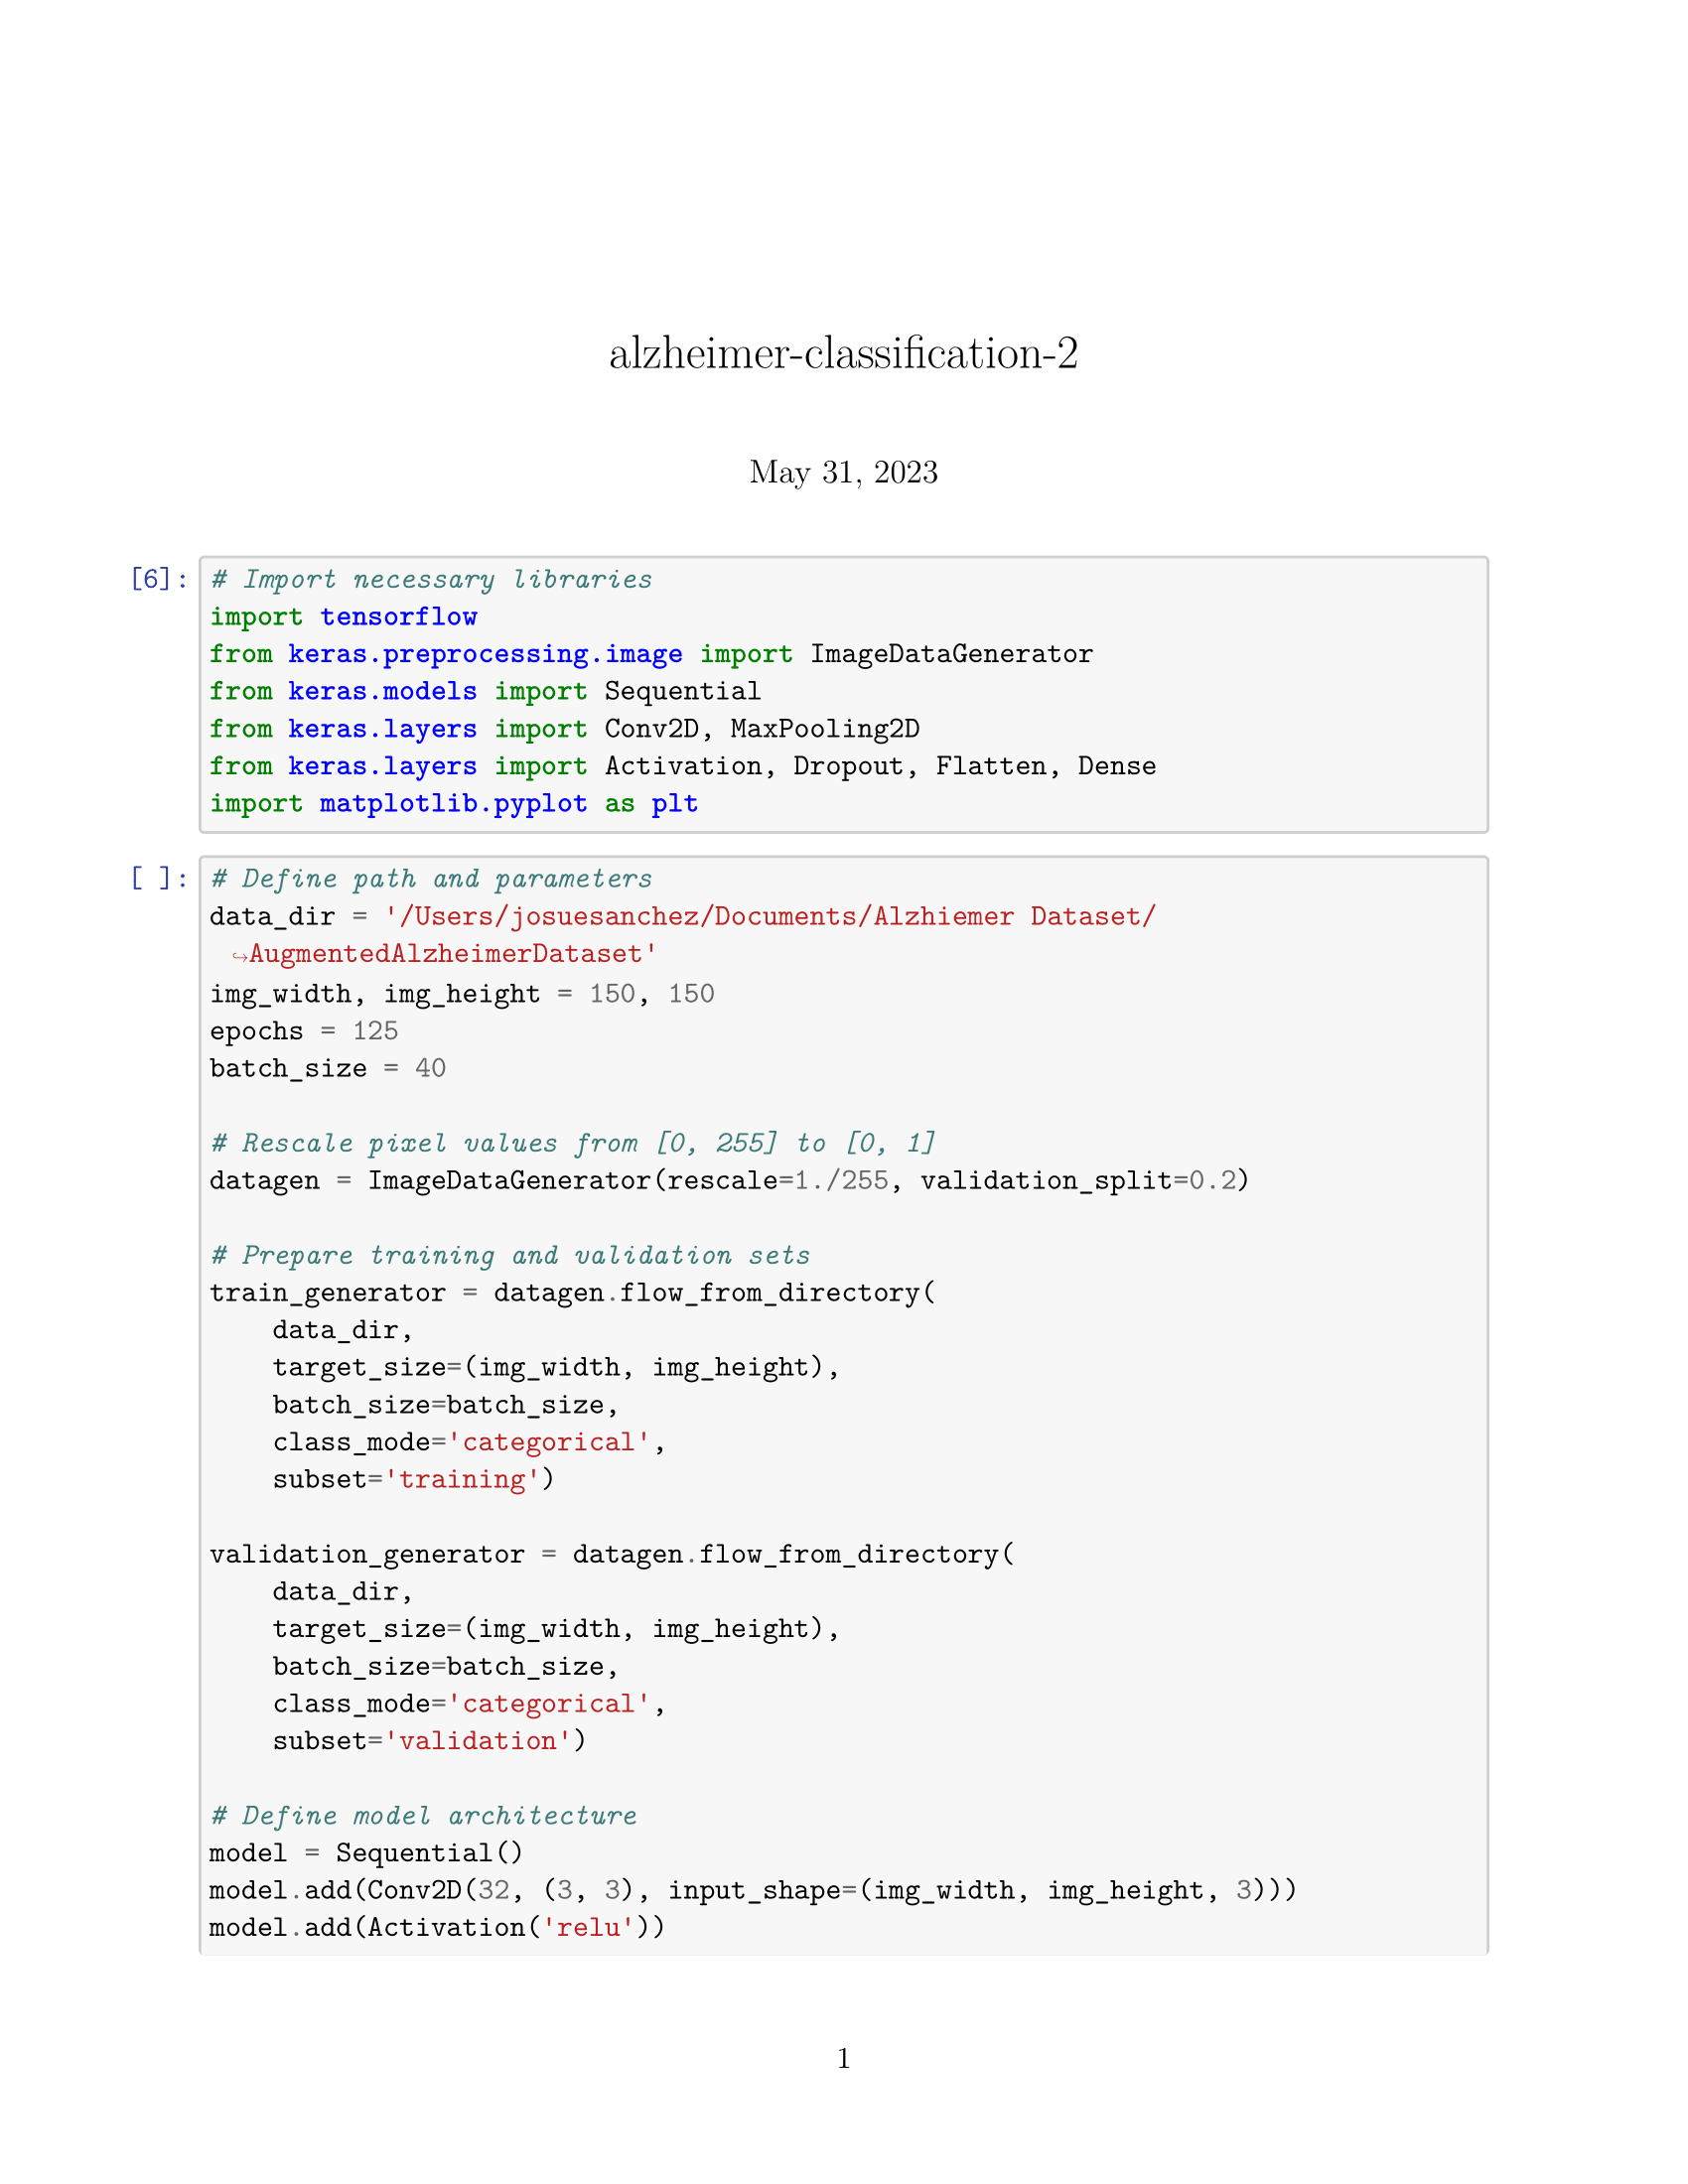 alzheimer-classification-2
May 31, 2023
[6]: # Import necessary libraries
import tensorflow
from keras.preprocessing.image import ImageDataGenerator
from keras.models import Sequential
from keras.layers import Conv2D, MaxPooling2D
from keras.layers import Activation, Dropout, Flatten, Dense
import matplotlib.pyplot as plt
[ ]: # Define path and parameters
data_dir = '/Users/josuesanchez/Documents/Alzhiemer Dataset/
↪AugmentedAlzheimerDataset'
img_width, img_height = 150, 150
epochs = 125
batch_size = 40

# Rescale pixel values from [0, 255] to [0, 1]
datagen = ImageDataGenerator(rescale=1./255, validation_split=0.2)

# Prepare training and validation sets
train_generator = datagen.flow_from_directory(
    data_dir,
    target_size=(img_width, img_height),
    batch_size=batch_size,
    class_mode='categorical',
    subset='training')

validation_generator = datagen.flow_from_directory(
    data_dir,
    target_size=(img_width, img_height),
    batch_size=batch_size,
    class_mode='categorical',
    subset='validation')

# Define model architecture
model = Sequential()
model.add(Conv2D(32, (3, 3), input_shape=(img_width, img_height, 3)))
model.add(Activation('relu'))
1